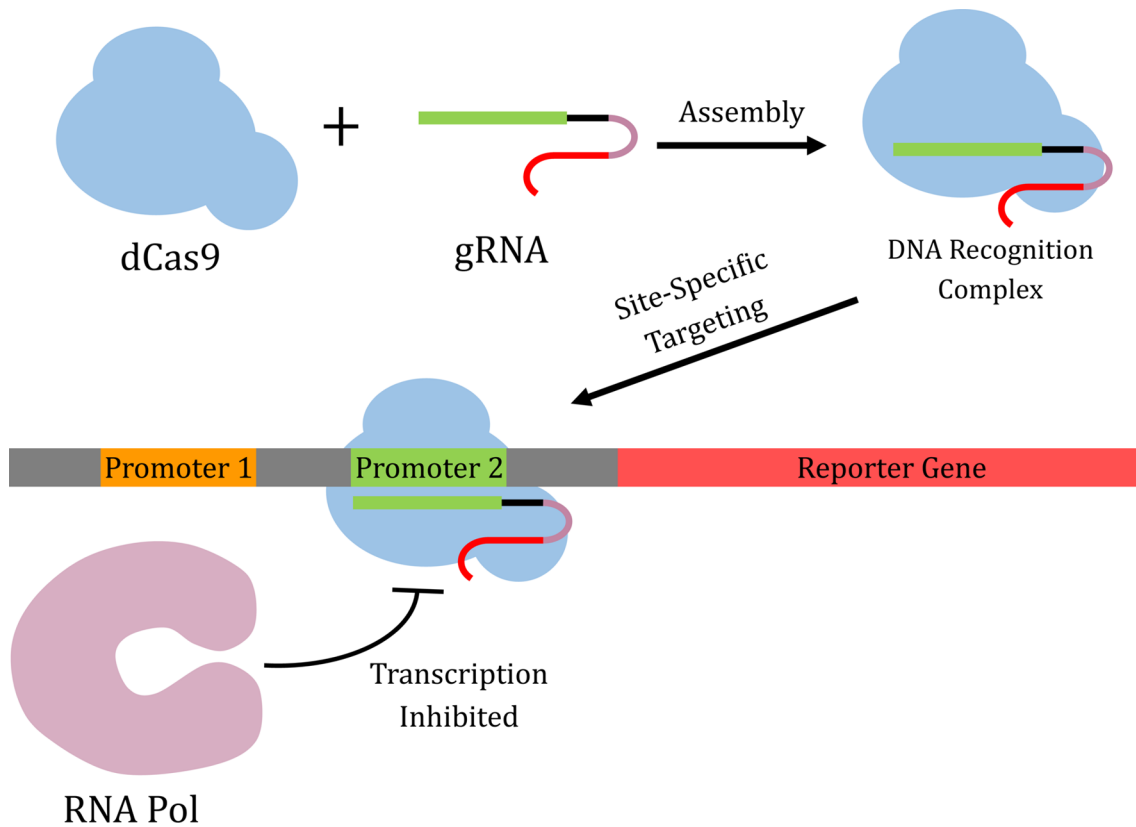 Assembly
dCas9
+
gRNA
DNA Recognition
Complex
Site-Specific
Targeting
Promoter 1
Promoter 2
Reporter Gene
Transcription
Inhibited
RNA Pol